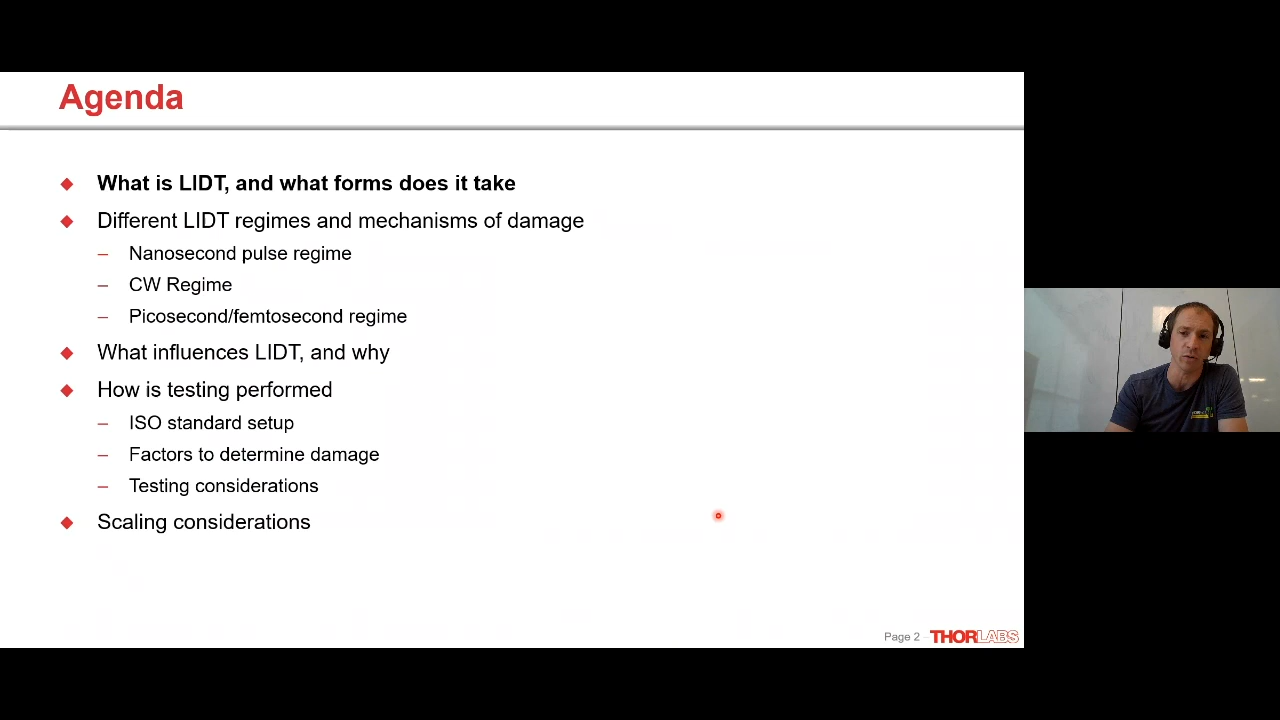 Agenda
What is LIDT, and what forms does it take
Different LIDT regimes and mechanisms of damage
– Nanosecond pulse regime
– CW Regime
– Picosecond/femtosecond regime
What influences LIDT, and why
How is testing performed
– ISO standard setup
– Factors to determine damage
– Testing considerations
Scaling considerations
Page 2 THORLABS